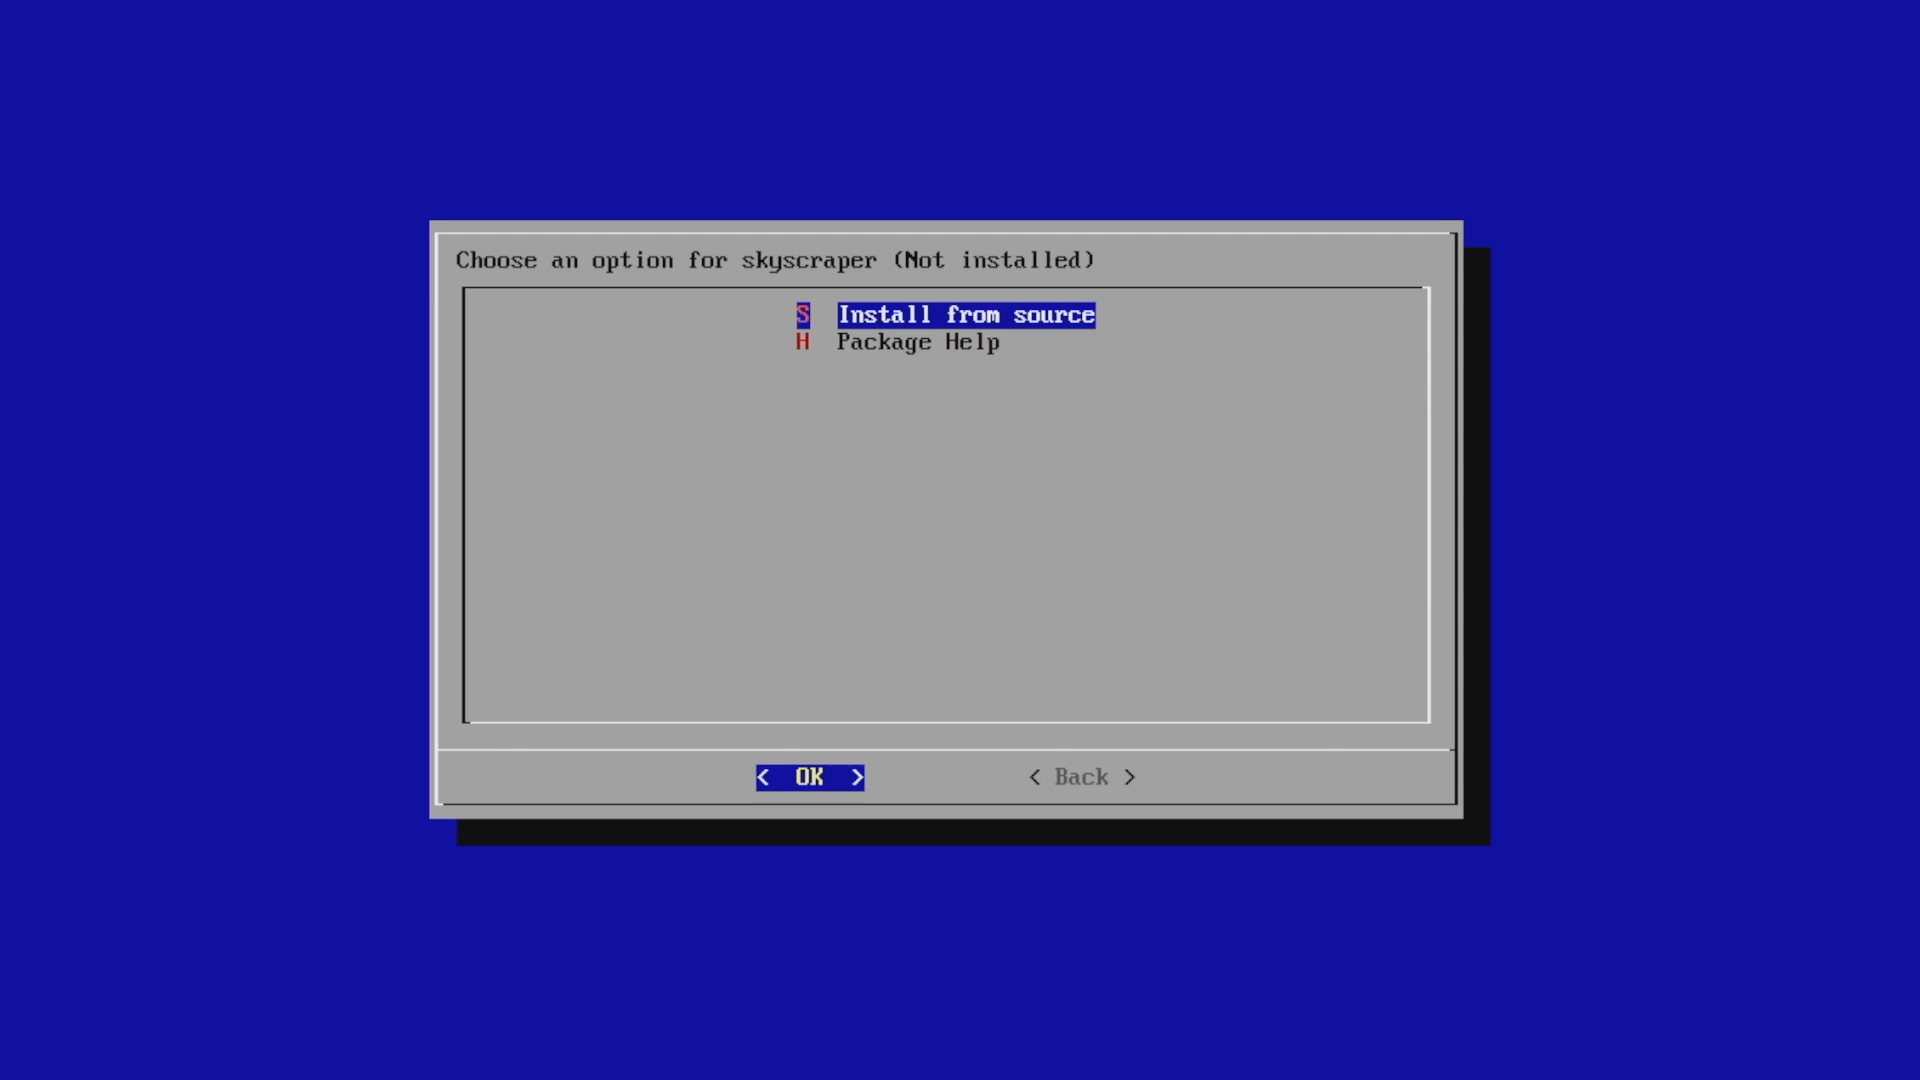 Choose an option for skyscraper (Not installed)
S Install from source
H Package Help
< OK > < Back >